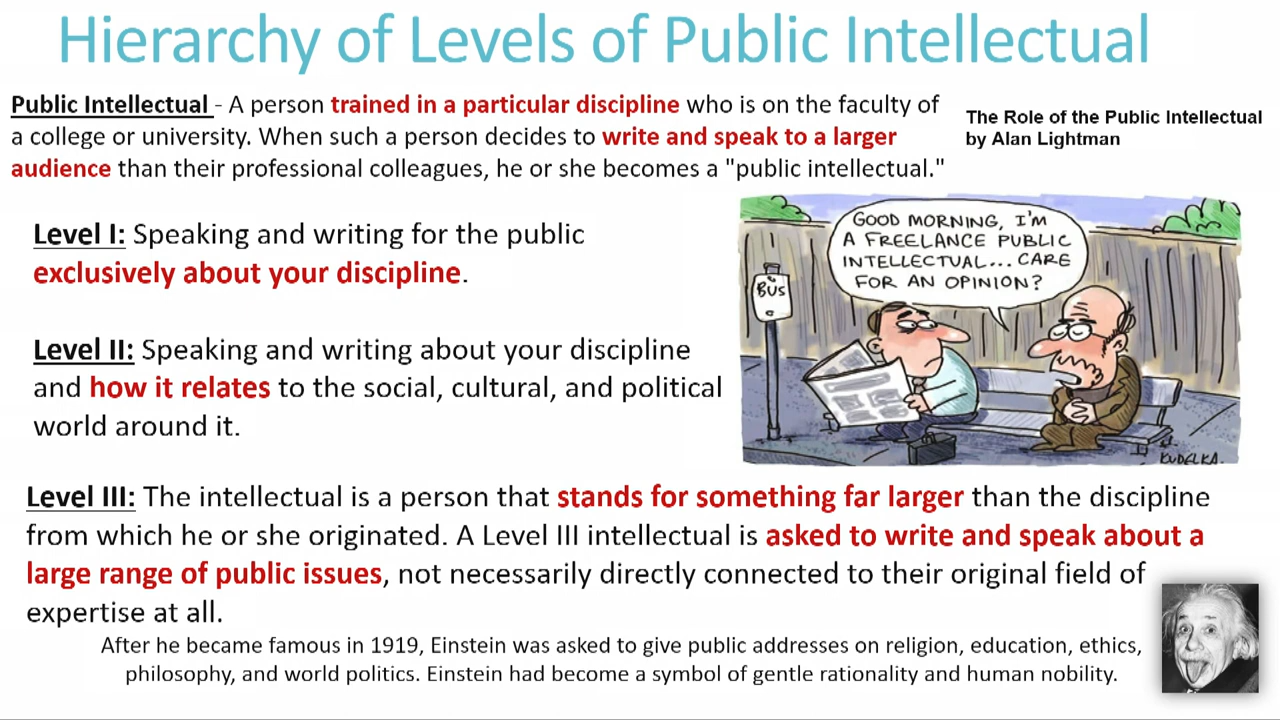 Hierarchy of Levels of Public Intellectual
Public Intellectual - A person trained in a particular discipline who is on the faculty of
a college or university. When such a person decides to write and speak to a larger
audience than their professional colleagues, he or she becomes a "public intellectual."
The Role of the Public Intellectual
by Alan Lightman
Level I: Speaking and writing for the public
exclusively about your discipline.
Level II: Speaking and writing about your discipline
and how it relates to the social, cultural, and political
world around it.
GOOD MORNING, I'M
A FREELANCE PUBLIC
INTELLECTUAL... CARE
FOR AN OPINION?
BUS
KUDELKA.
Level III: The intellectual is a person that stands for something far larger than the discipline
from which he or she originated. A Level III intellectual is asked to write and speak about a
large range of public issues, not necessarily directly connected to their original field of
expertise at all.
After he became famous in 1919, Einstein was asked to give public addresses on religion, education, ethics,
philosophy, and world politics. Einstein had become a symbol of gentle rationality and human nobility.